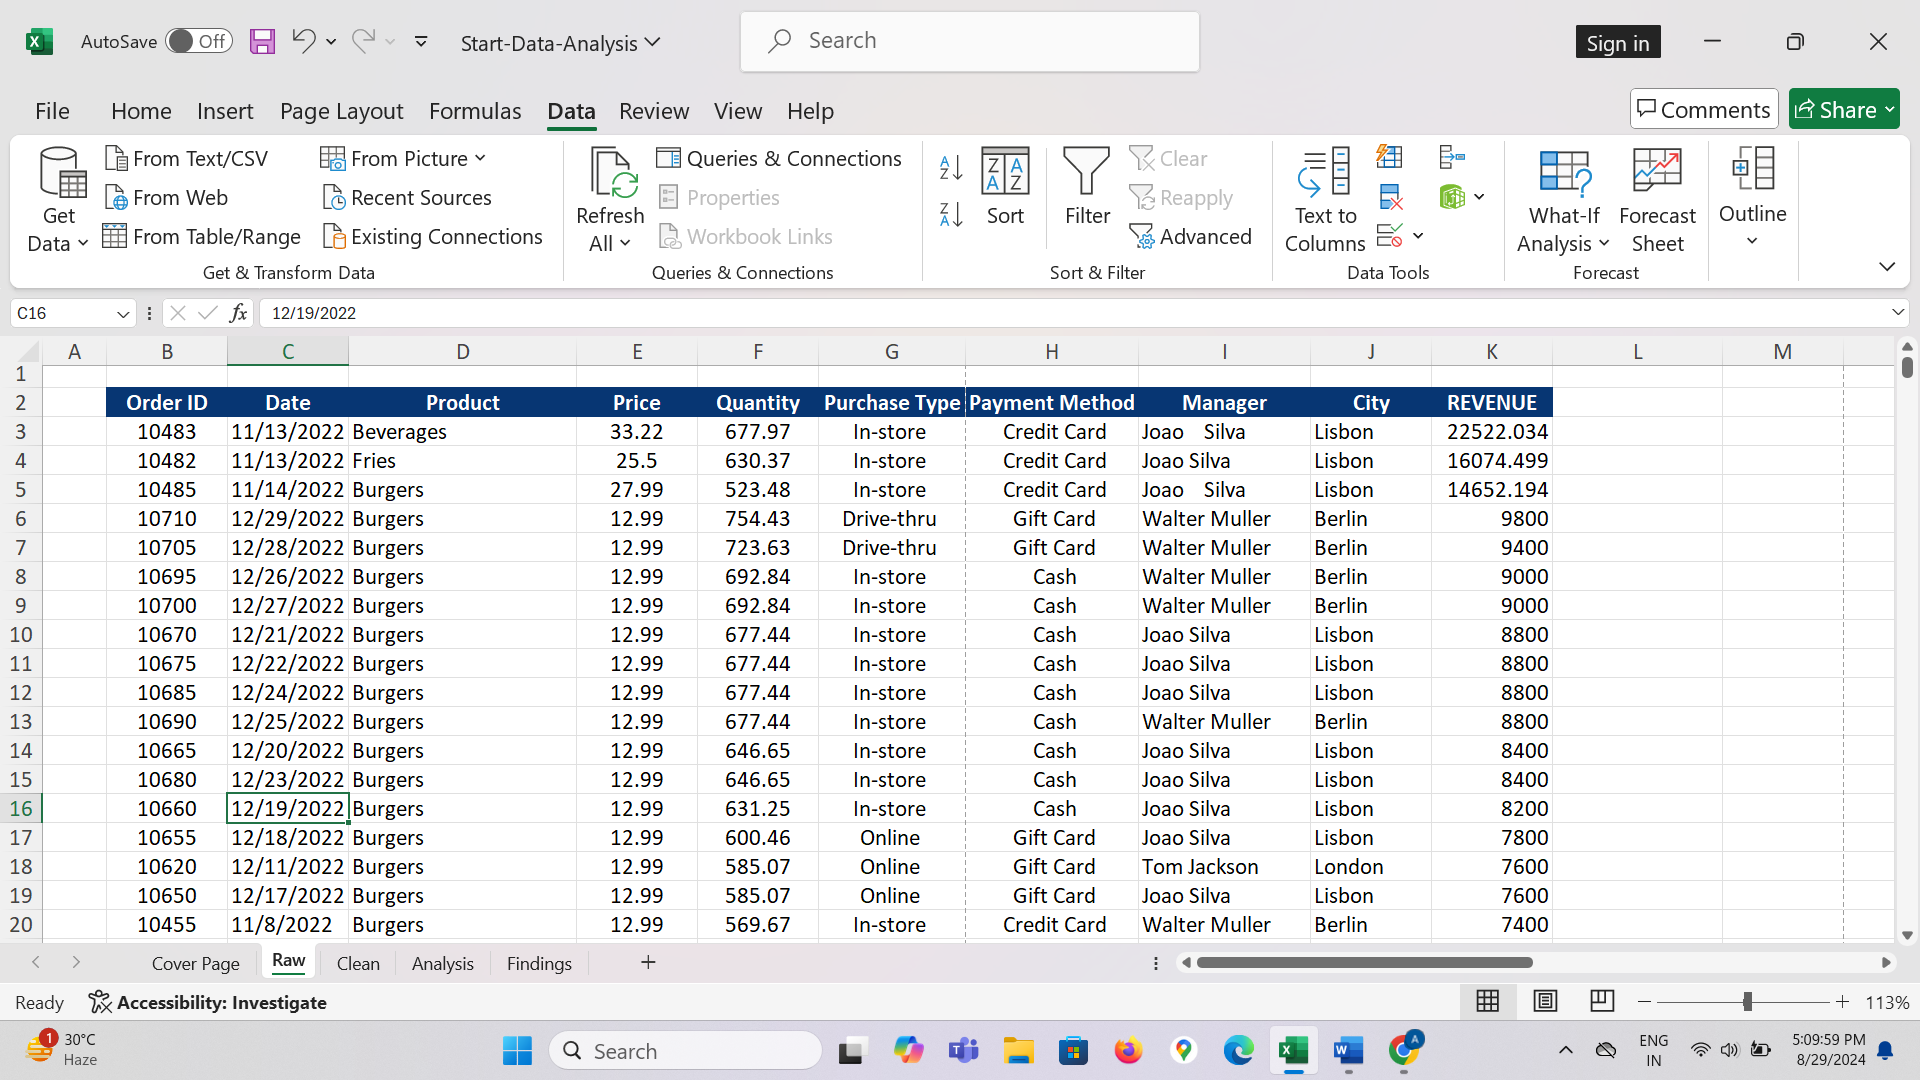 AutoSave Off Start-Data-Analysis Search Sign in
File Home Insert Page Layout Formulas Data Review View Help Comments Share
Get Data From Text/CSV From Web From Table/Range From Picture Recent Sources Existing Connections
Get & Transform Data
Refresh All Queries & Connections Properties Workbook Links
Queries & Connections
Sort Filter Clear Reapply Advanced
Sort & Filter
Text to Columns
Data Tools
What-If Analysis Forecast Sheet
Forecast
Outline
C16 fx 12/19/2022
A B C D E F G H I J K L M
1
2 Order ID Date Product Price Quantity Purchase Type Payment Method Manager City REVENUE
3 10483 11/13/2022 Beverages 33.22 677.97 In-store Credit Card Joao    Silva Lisbon 22522.034
4 10482 11/13/2022 Fries 25.5 630.37 In-store Credit Card Joao Silva Lisbon 16074.499
5 10485 11/14/2022 Burgers 27.99 523.48 In-store Credit Card Joao    Silva Lisbon 14652.194
6 10710 12/29/2022 Burgers 12.99 754.43 Drive-thru Gift Card Walter Muller Berlin 9800
7 10705 12/28/2022 Burgers 12.99 723.63 Drive-thru Gift Card Walter Muller Berlin 9400
8 10695 12/26/2022 Burgers 12.99 692.84 In-store Cash Walter Muller Berlin 9000
9 10700 12/27/2022 Burgers 12.99 692.84 In-store Cash Walter Muller Berlin 9000
10 10670 12/21/2022 Burgers 12.99 677.44 In-store Cash Joao Silva Lisbon 8800
11 10675 12/22/2022 Burgers 12.99 677.44 In-store Cash Joao Silva Lisbon 8800
12 10685 12/24/2022 Burgers 12.99 677.44 In-store Cash Joao Silva Lisbon 8800
13 10690 12/25/2022 Burgers 12.99 677.44 In-store Cash Walter Muller Berlin 8800
14 10665 12/20/2022 Burgers 12.99 646.65 In-store Cash Joao Silva Lisbon 8400
15 10680 12/23/2022 Burgers 12.99 646.65 In-store Cash Joao Silva Lisbon 8400
16 10660 12/19/2022 Burgers 12.99 631.25 In-store Cash Joao Silva Lisbon 8200
17 10655 12/18/2022 Burgers 12.99 600.46 Online Gift Card Joao Silva Lisbon 7800
18 10620 12/11/2022 Burgers 12.99 585.07 Online Gift Card Tom Jackson London 7600
19 10650 12/17/2022 Burgers 12.99 585.07 Online Gift Card Joao Silva Lisbon 7600
20 10455 11/8/2022 Burgers 12.99 569.67 In-store Credit Card Walter Muller Berlin 7400
Cover Page Raw Clean Analysis Findings
Ready Accessibility: Investigate 113%
1 30°C
Haze
Search
ENG
IN
5:09:59 PM
8/29/2024